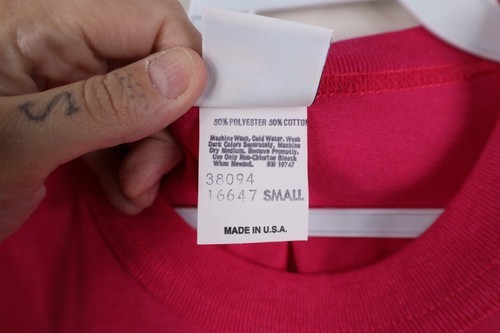 50% POLYESTER 50% COTTON
Machine Wash, Cold Water, Wash
Dark Colors Separately, Machine
Dry Medium. Remove Promptly.
Use Only Non-Chlorine Bleach
When Needed. RN 19747
38094
16647 SMALL
MADE IN U.S.A.